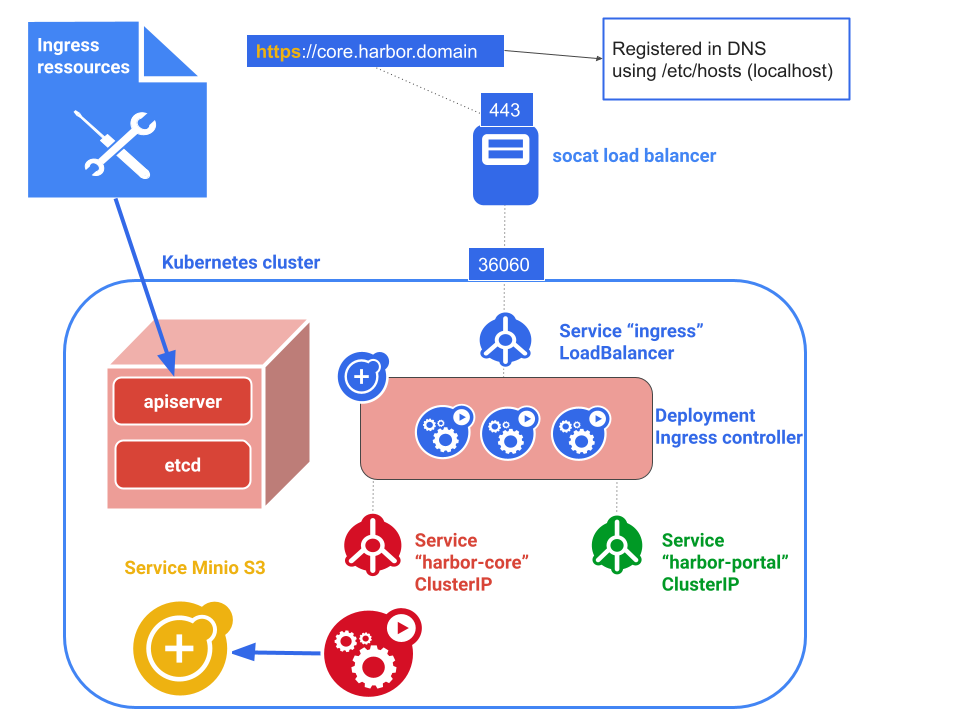 Ingress
ressources
https://core.harbor.domain
Registered in DNS
using /etc/hosts (localhost)
443
socat load balancer
Kubernetes cluster
36060
Service “ingress”
LoadBalancer
apiserver
etcd
Deployment
Ingress controller
Service
“harbor-core”
ClusterIP
Service
“harbor-portal”
ClusterIP
Service Minio S3